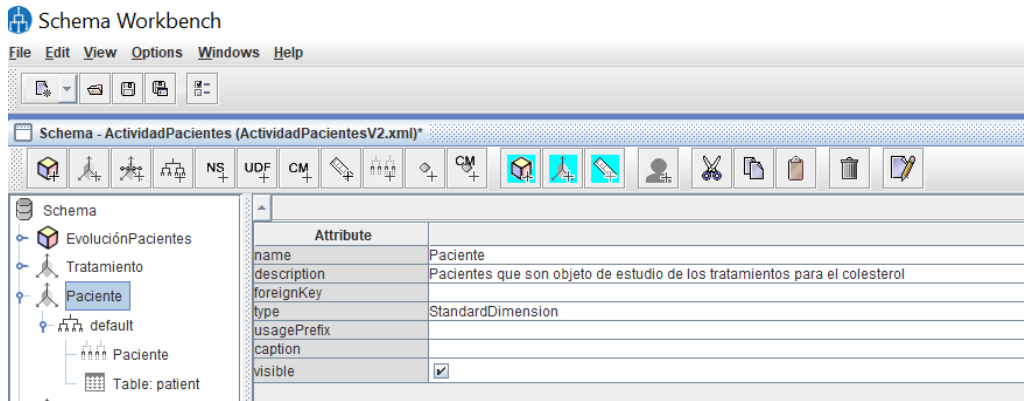 Schema Workbench
File Edit View Options Windows Help
Schema - ActividadPacientes (ActividadPacientesV2.xml)*
NS UDF CM CM
Schema
EvoluciónPacientes
Tratamiento
Paciente
default
Paciente
Table: patient
Attribute
name Paciente
description Pacientes que son objeto de estudio de los tratamientos para el colesterol
foreignKey
type StandardDimension
usagePrefix
caption
visible